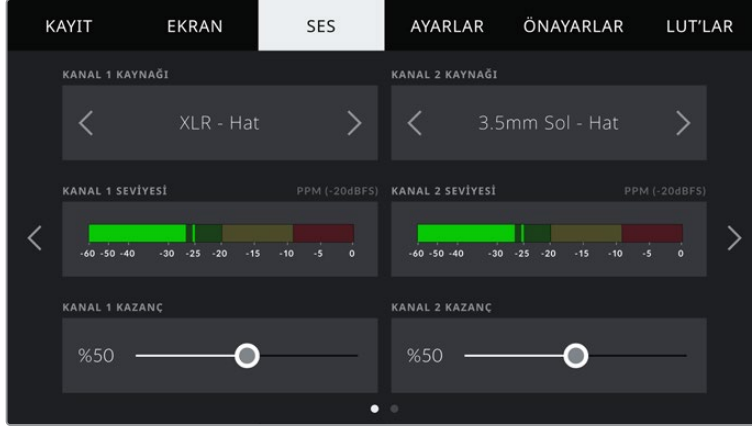 KAYIT EKRAN SES AYARLAR ÖNAYARLAR LUT’LAR
KANAL 1 KAYNAĞI KANAL 2 KAYNAĞI
XLR - Hat 3.5mm Sol - Hat
KANAL 1 SEVİYESİ PPM (-20dBFS) KANAL 2 SEVİYESİ PPM (-20dBFS)
-60 -50 -40 -30 -25 -20 -15 -10 -5 0 -60 -50 -40 -30 -25 -20 -15 -10 -5 0
KANAL 1 KAZANÇ KANAL 2 KAZANÇ
%50 %50